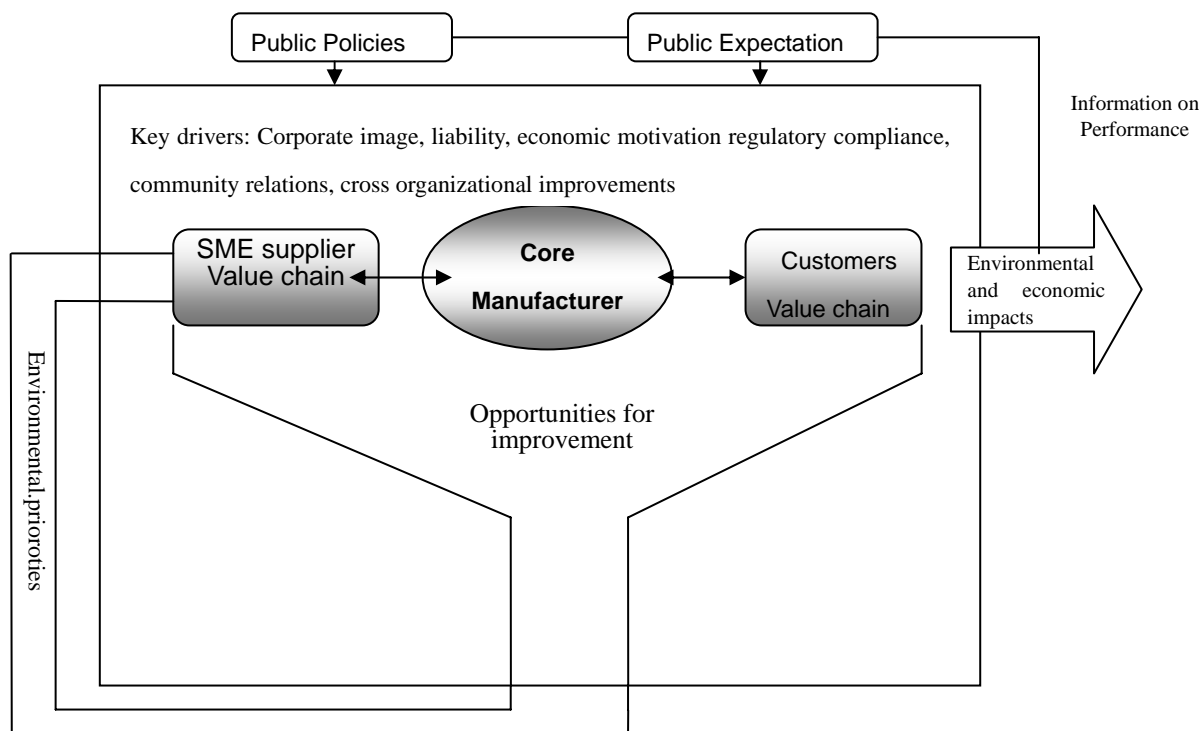 Public Policies
Public Expectation
Information on
Performance
Key drivers: Corporate image, liability, economic motivation regulatory compliance,
community relations, cross organizational improvements
SME supplier
Value chain
Core
Manufacturer
Customers
Value chain
Environmental
and economic
impacts
Opportunities for
improvement
Environmental.prioroties